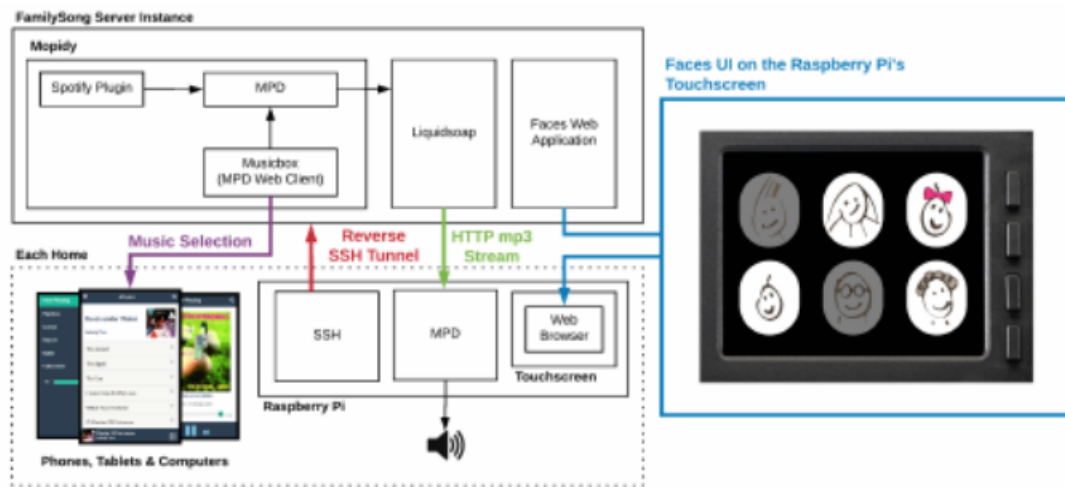 FamilySong Server Instance
Mopidy
Spotify Plugin
MPD
Musicbox
(MPD Web Client)
Liquidsoap
Faces Web
Application
Faces UI on the Raspberry Pi's
Touchscreen
Music Selection
Reverse
SSH Tunnel
HTTP mp3
Stream
Each Home
SSH
MPD
Web
Browser
Touchscreen
Raspberry Pi
Phones, Tablets & Computers